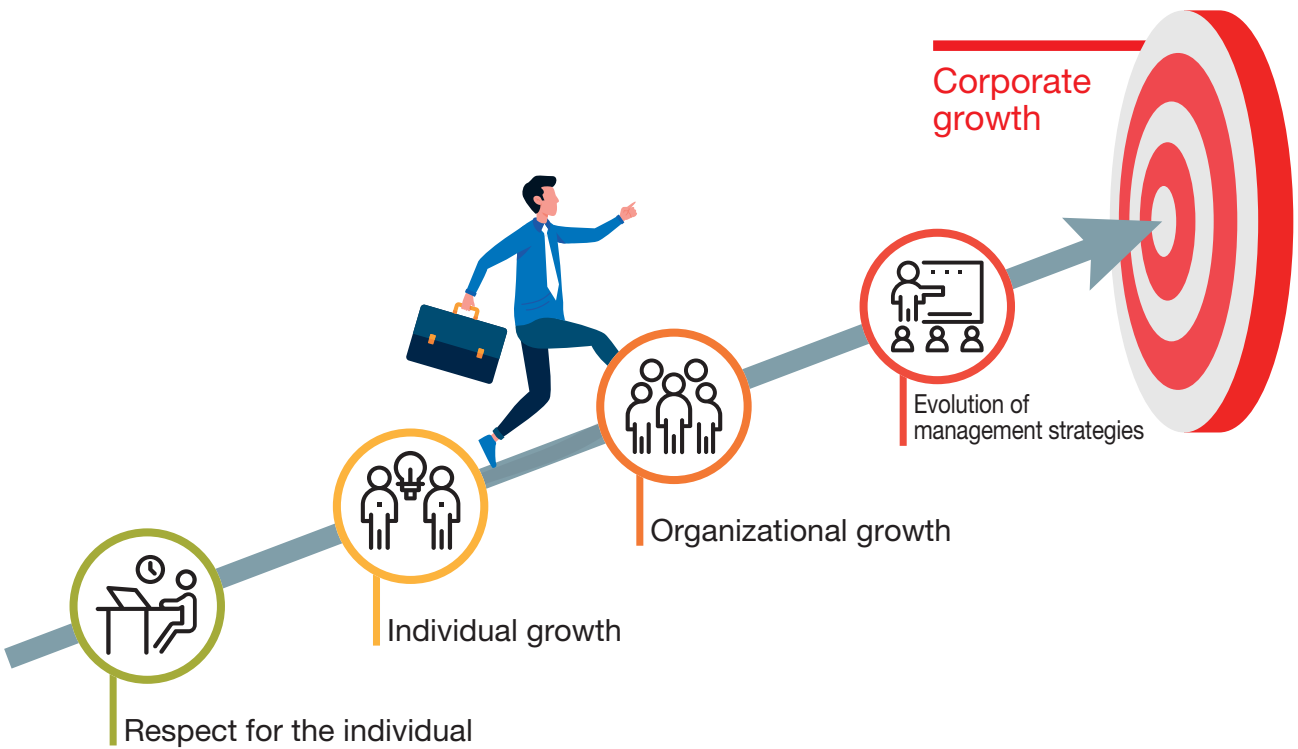 Corporate
growth
Evolution of
management strategies
Organizational growth
Individual growth
Respect for the individual